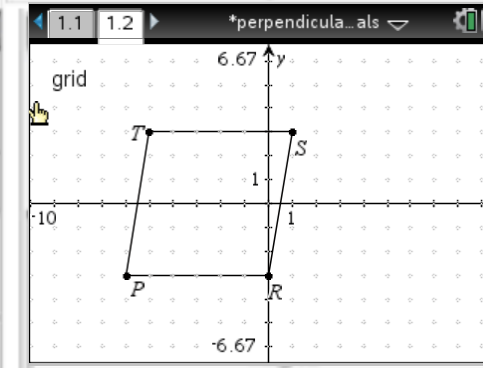 1.1 1.2 *perpendicula…als
6.67 y
grid
T
S
1
-10 1
P R
-6.67